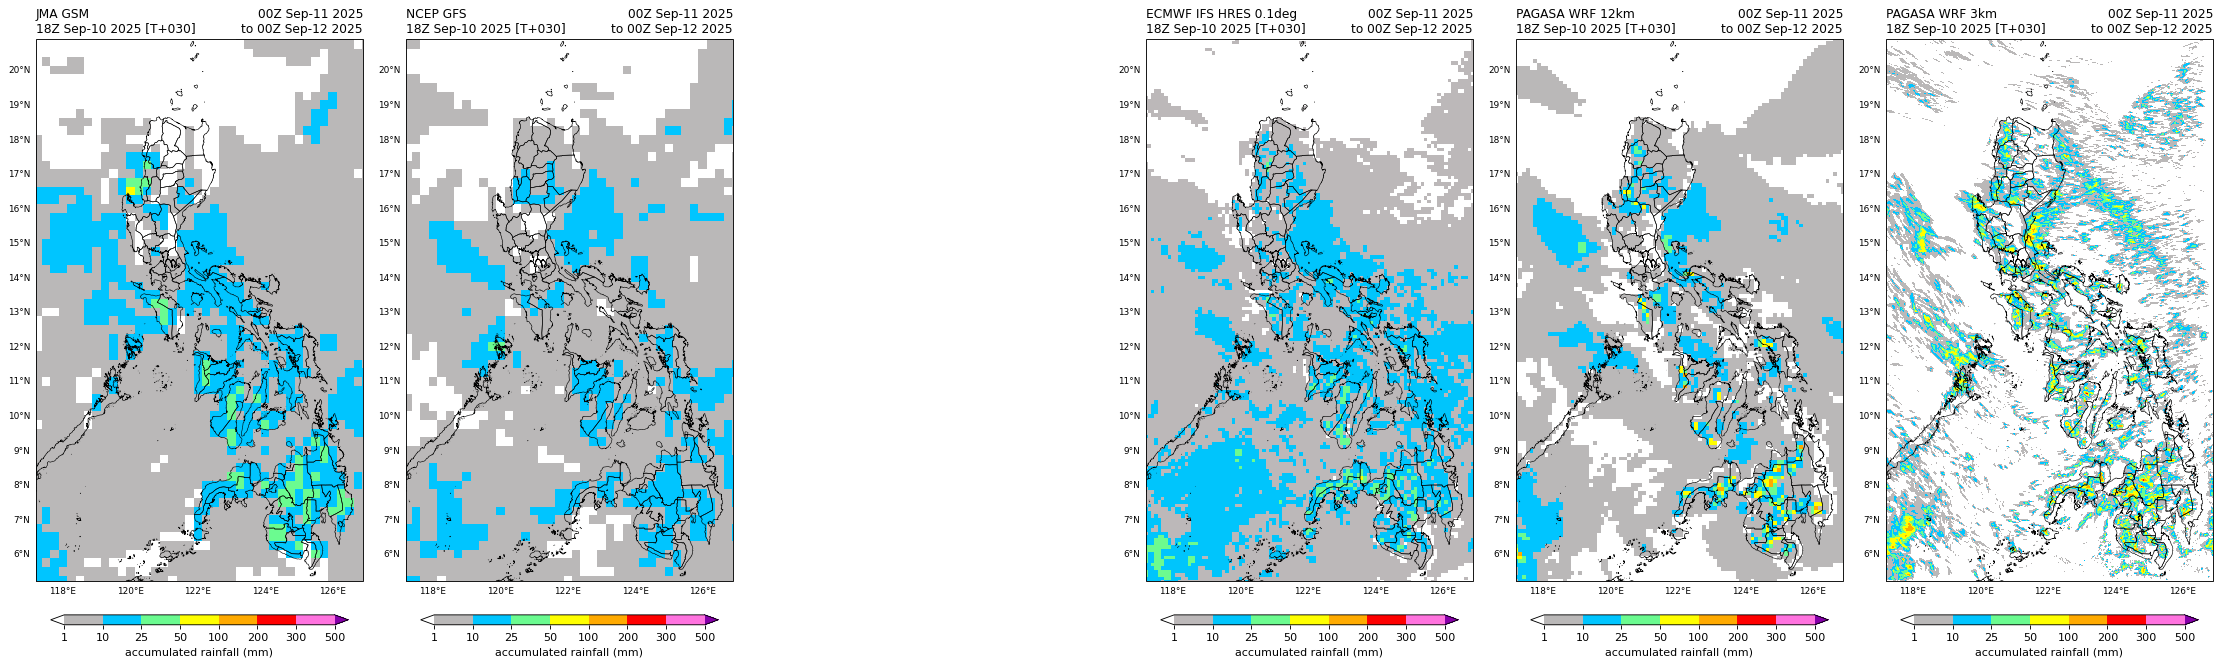 JMA GSM 00Z Sep-11 2025
18Z Sep-10 2025 [T+030] to 00Z Sep-12 2025
20°N
19°N
18°N
17°N
16°N
15°N
14°N
13°N
12°N
11°N
10°N
9°N
8°N
7°N
6°N
118°E 120°E 122°E 124°E 126°E
1 10 25 50 100 200 300 500
accumulated rainfall (mm)
NCEP GFS 00Z Sep-11 2025
18Z Sep-10 2025 [T+030] to 00Z Sep-12 2025
20°N
19°N
18°N
17°N
16°N
15°N
14°N
13°N
12°N
11°N
10°N
9°N
8°N
7°N
6°N
118°E 120°E 122°E 124°E 126°E
1 10 25 50 100 200 300 500
accumulated rainfall (mm)
ECMWF IFS HRES 0.1deg 00Z Sep-11 2025
18Z Sep-10 2025 [T+030] to 00Z Sep-12 2025
20°N
19°N
18°N
17°N
16°N
15°N
14°N
13°N
12°N
11°N
10°N
9°N
8°N
7°N
6°N
118°E 120°E 122°E 124°E 126°E
1 10 25 50 100 200 300 500
accumulated rainfall (mm)
PAGASA WRF 12km 00Z Sep-11 2025
18Z Sep-10 2025 [T+030] to 00Z Sep-12 2025
20°N
19°N
18°N
17°N
16°N
15°N
14°N
13°N
12°N
11°N
10°N
9°N
8°N
7°N
6°N
118°E 120°E 122°E 124°E 126°E
1 10 25 50 100 200 300 500
accumulated rainfall (mm)
PAGASA WRF 3km 00Z Sep-11 2025
18Z Sep-10 2025 [T+030] to 00Z Sep-12 2025
20°N
19°N
18°N
17°N
16°N
15°N
14°N
13°N
12°N
11°N
10°N
9°N
8°N
7°N
6°N
118°E 120°E 122°E 124°E 126°E
1 10 25 50 100 200 300 500
accumulated rainfall (mm)